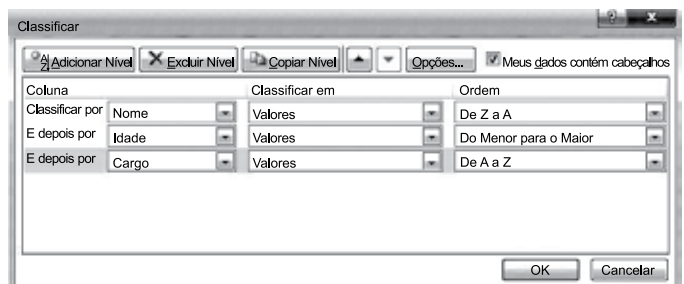 Classificar
Adicionar Nível Excluir Nível Copiar Nível Opções... Meus dados contém cabeçalhos
Coluna Classificar em Ordem
Classificar por Nome Valores De Z a A
E depois por Idade Valores Do Menor para o Maior
E depois por Cargo Valores De A a Z
OK Cancelar